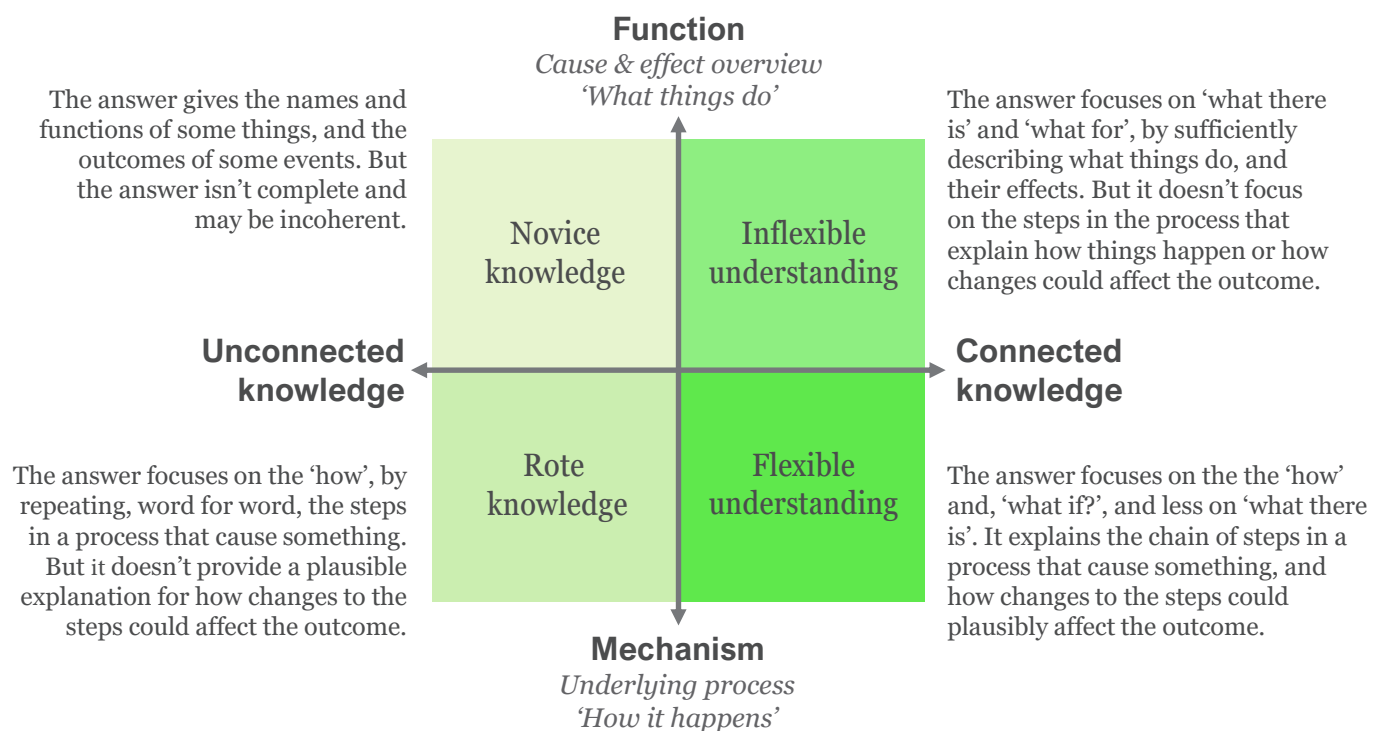 Function
Cause & effect overview
‘What things do’
The answer gives the names and
functions of some things, and the
outcomes of some events. But
the answer isn’t complete and
may be incoherent.
Novice
knowledge
Inflexible
understanding
The answer focuses on ‘what there
is’ and ‘what for’, by sufficiently
describing what things do, and
their effects. But it doesn’t focus
on the steps in the process that
explain how things happen or how
changes could affect the outcome.
Unconnected
knowledge
Connected
knowledge
The answer focuses on the ‘how’, by
repeating, word for word, the steps
in a process that cause something.
But it doesn’t provide a plausible
explanation for how changes to the
steps could affect the outcome.
Rote
knowledge
Flexible
understanding
The answer focuses on the the ‘how’
and, ‘what if?’, and less on ‘what there
is’. It explains the chain of steps in a
process that cause something, and
how changes to the steps could
plausibly affect the outcome.
Mechanism
Underlying process
‘How it happens’